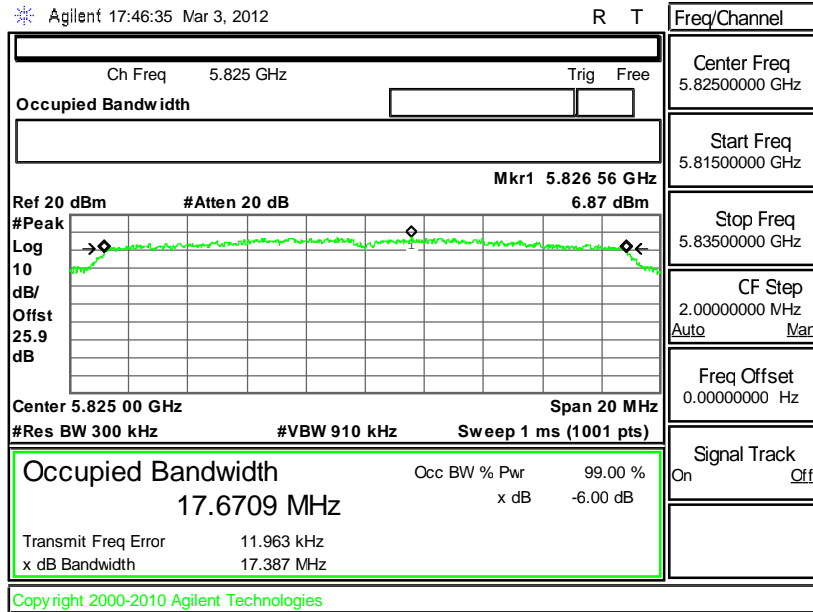 Agilent 17:46:35 Mar 3, 2012 R T
Freq/Channel
Ch Freq 5.825 GHz Trig Free
Occupied Bandwidth
Center Freq
5.82500000 GHz
Start Freq
5.81500000 GHz
Stop Freq
5.83500000 GHz
CF Step
2.00000000 MHz
Auto Man
Freq Offset
0.00000000 Hz
Signal Track
On Off
Mkr1 5.826 56 GHz
Ref 20 dBm #Atten 20 dB 6.87 dBm
#Peak
Log
10
dB/
Offst
25.9
dB
1
Center 5.825 00 GHz Span 20 MHz
#Res BW 300 kHz #VBW 910 kHz Sweep 1 ms (1001 pts)
Occupied Bandwidth
17.6709 MHz
Occ BW % Pwr 99.00 %
x dB -6.00 dB
Transmit Freq Error 11.963 kHz
x dB Bandwidth 17.387 MHz
Copyright 2000-2010 Agilent Technologies